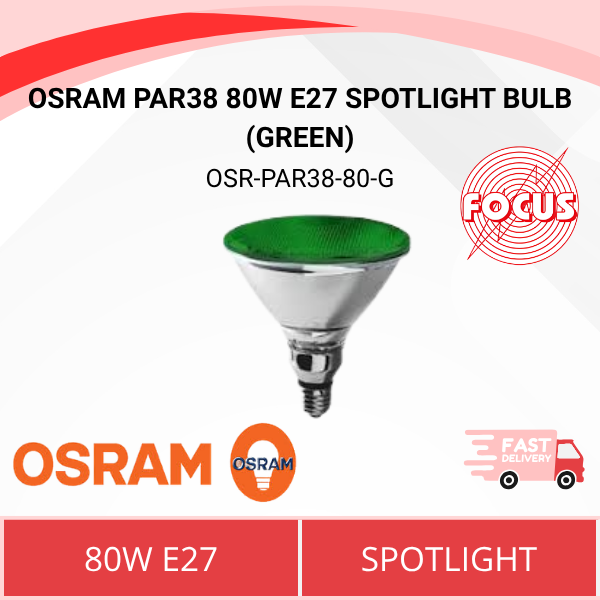 OSRAM PAR38 80W E27 SPOTLIGHT BULB
(GREEN)
OSR-PAR38-80-G
FOCUS
OSRAM
OSRAM
FAST
DELIVERY
80W E27
SPOTLIGHT